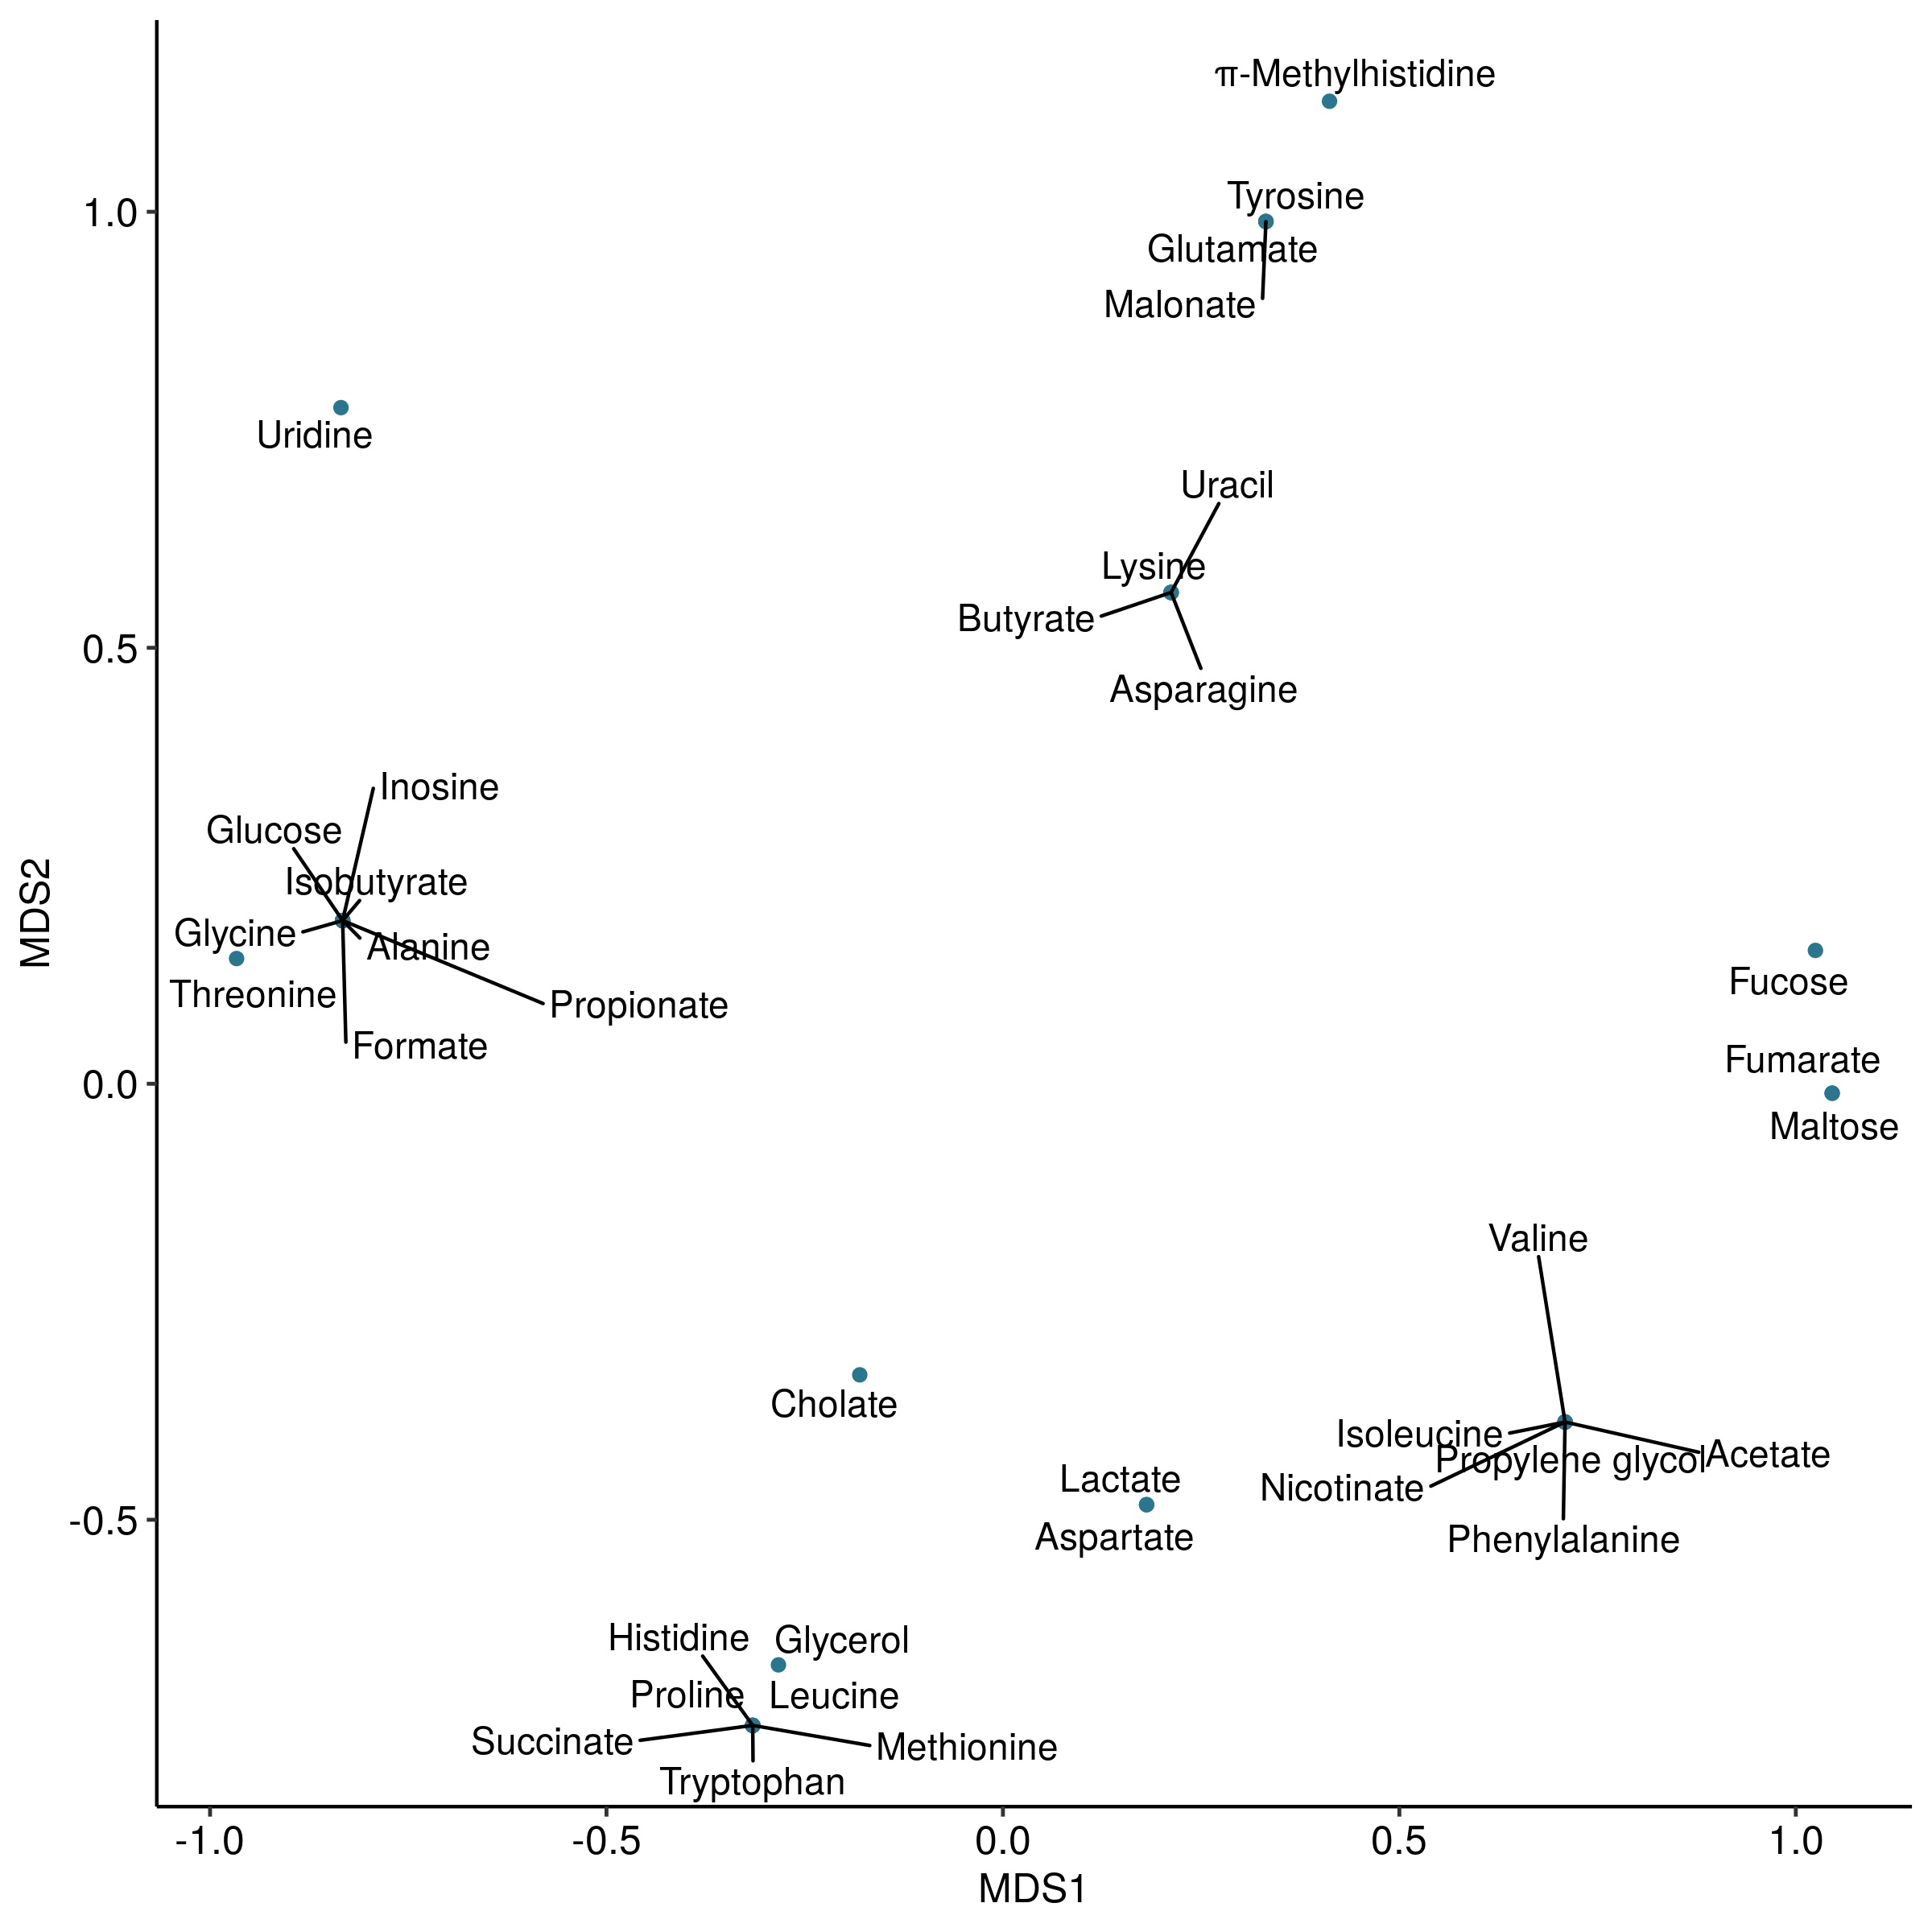 π-Methylhistidine
Tyrosine
1.0
Glutamate
Malonate
Uridine
Uracil
Lysine
Butyrate
0.5
Asparagine
Inosine
Glucose
Isobutyrate
Glycine
Alanine
MDS2
Threonine
Propionate
Fucose
Formate
Fumarate
0.0
Maltose
Valine
Cholate
Isoleucine
Propylene glycol
Acetate
Lactate
Nicotinate
-0.5
Aspartate
Phenylalanine
Histidine
Glycerol
Proline
Leucine
Succinate
Methionine
Tryptophan
-1.0
-0.5
0.0
0.5
1.0
MDS1